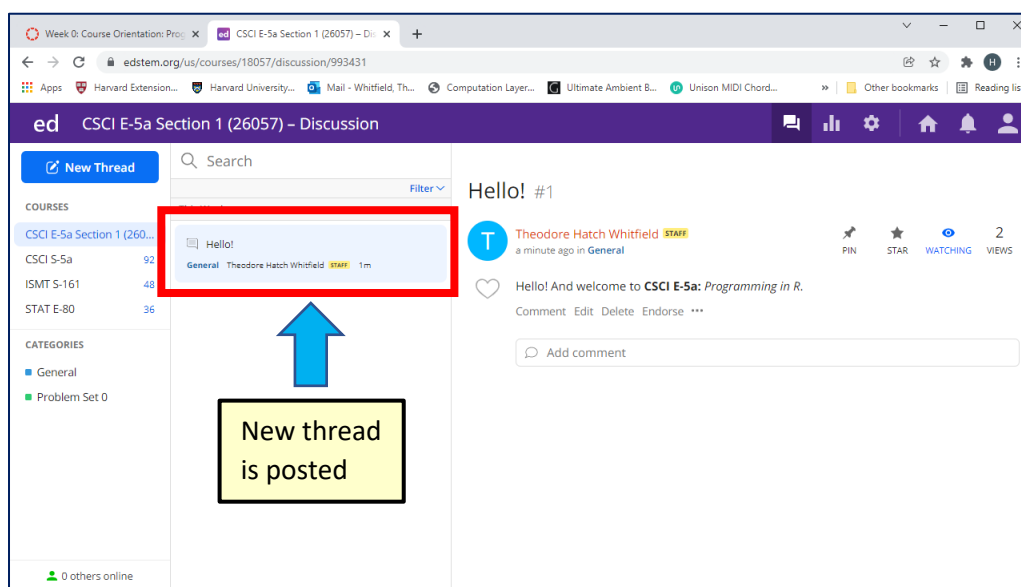 Week 0: Course Orientation: Prog
ed CSCI E-5a Section 1 (26057) – Dis
edstem.org/us/courses/18057/discussion/993431
H
Apps Harvard Extension... Harvard University... Mail - Whitfield, Th... Computation Layer... Ultimate Ambient B... Unison MIDI Chord... » Other bookmarks Reading lis
ed CSCI E-5a Section 1 (26057) – Discussion
New Thread
COURSES
CSCI E-5a Section 1 (260...
CSCI S-5a 92
ISMT S-161 48
STAT E-80 36
CATEGORIES
General
Problem Set 0
0 others online
Search
Filter
Hello!
General Theodore Hatch Whitfield STAFF 1m
New thread
is posted
Hello! #1
T
Theodore Hatch Whitfield STAFF
a minute ago in General
PIN STAR WATCHING 2 VIEWS
Hello! And welcome to CSCI E-5a: Programming in R.
Comment Edit Delete Endorse •••
Add comment